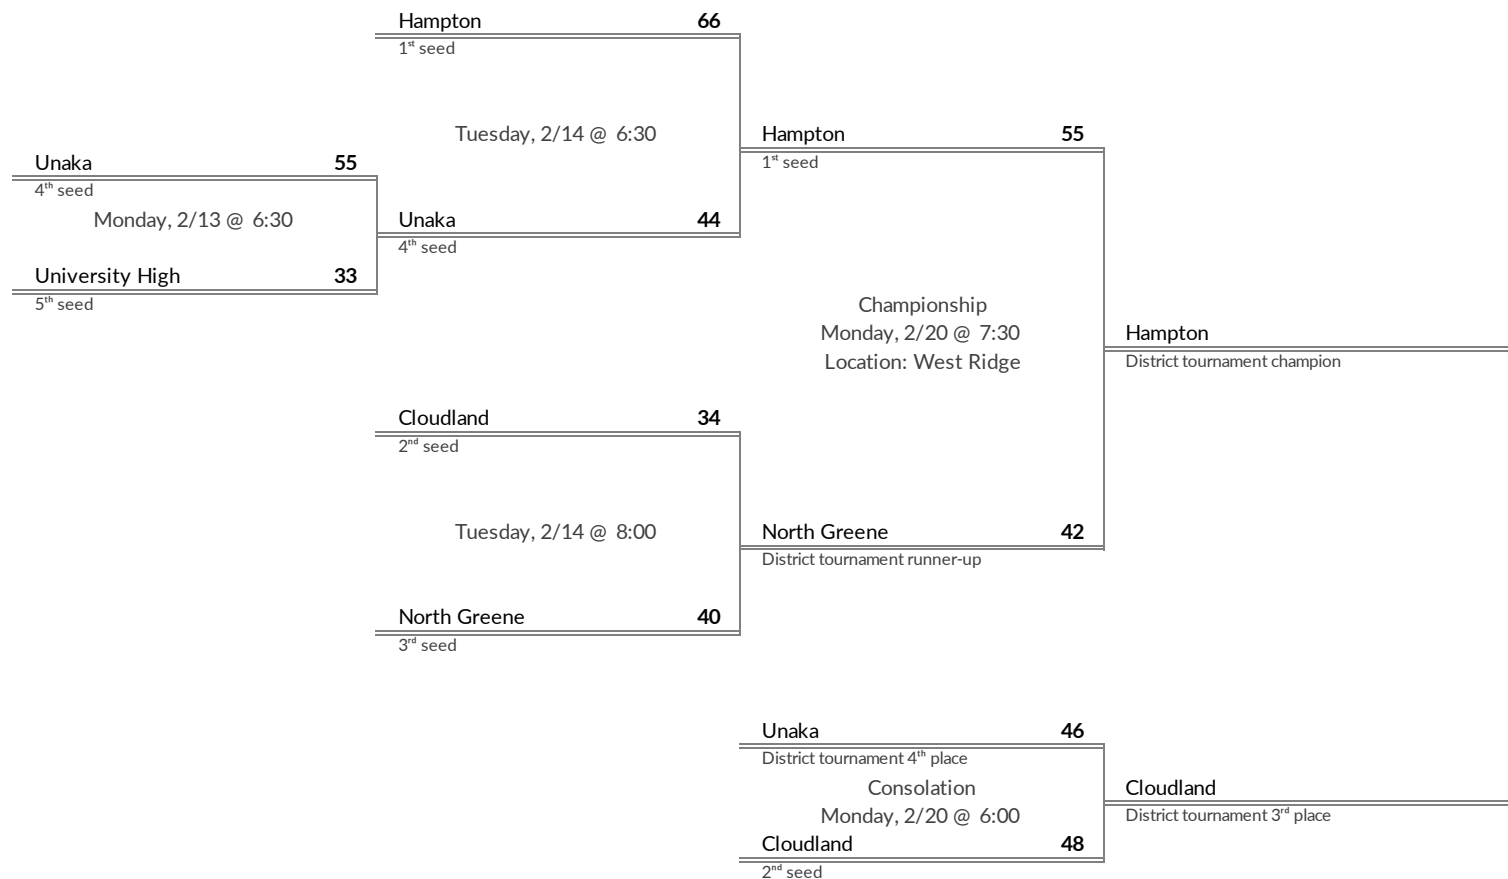 Hampton 66
1st seed
Tuesday, 2/14 @ 6:30
Hampton 55
1st seed
Unaka 55
4th seed
Monday, 2/13 @ 6:30
Unaka 44
4th seed
University High 33
5th seed
Championship
Monday, 2/20 @ 7:30
Location: West Ridge
Hampton
District tournament champion
Cloudland 34
2nd seed
Tuesday, 2/14 @ 8:00
North Greene 42
District tournament runner-up
North Greene 40
3rd seed
Unaka 46
District tournament 4th place
Consolation
Monday, 2/20 @ 6:00
Cloudland
District tournament 3rd place
Cloudland 48
2nd seed